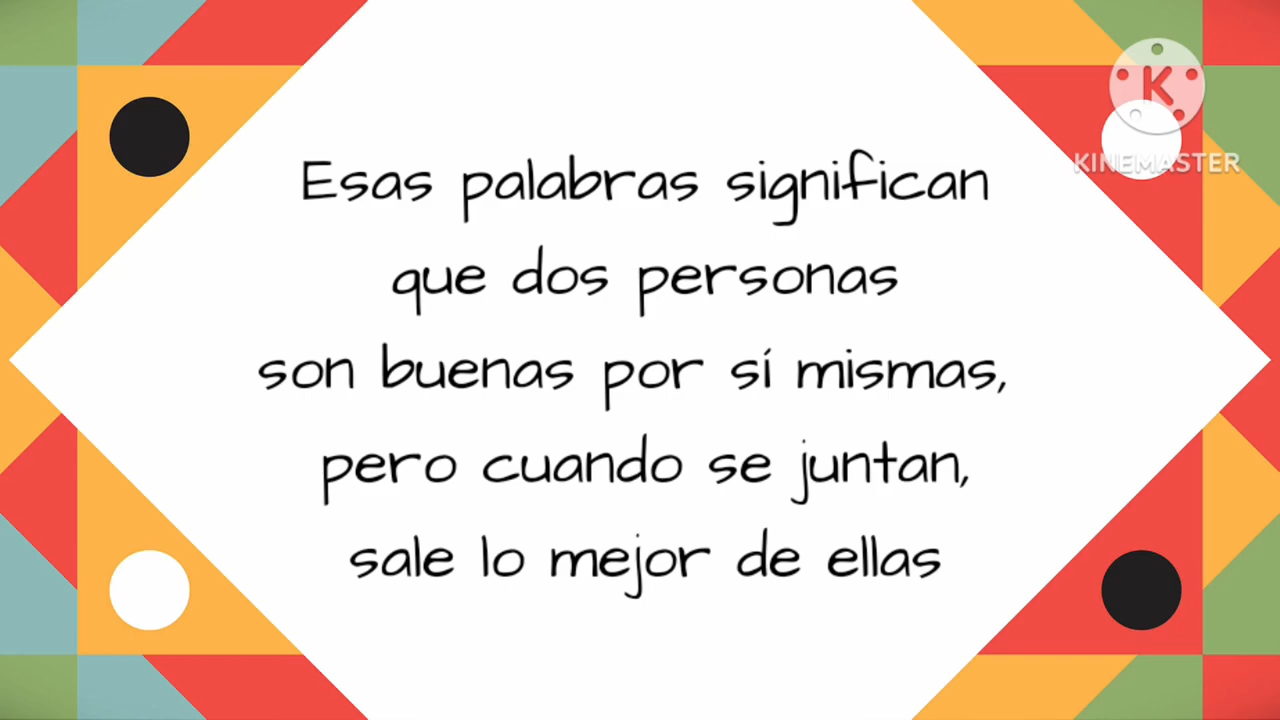 Esas palabras significan
que dos personas
son buenas por sí mismas,
pero cuando se juntan,
sale lo mejor de ellas
K
KINEMASTER